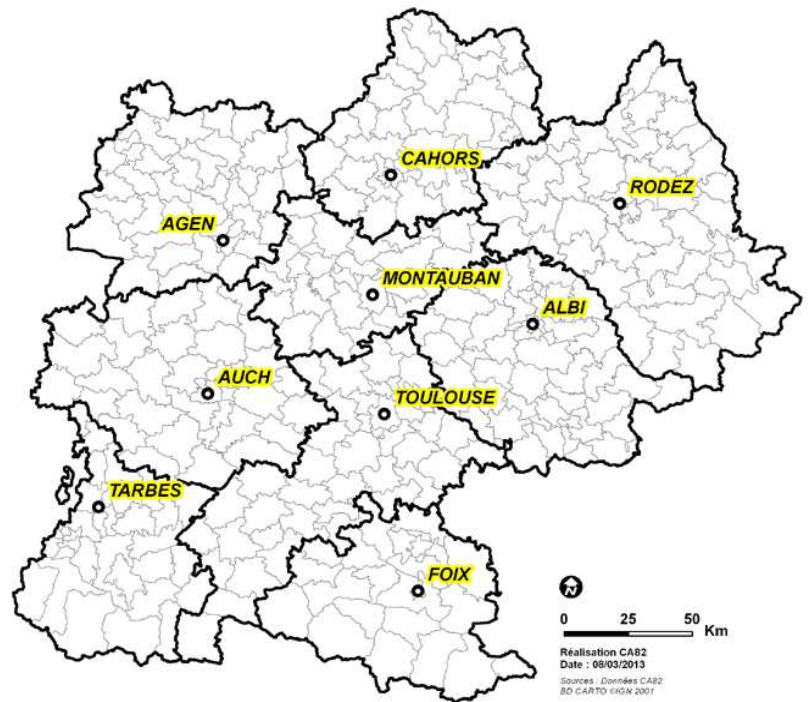 CAHORS
RODEZ
AGEN
MONTAUBAN
ALBI
AUCH
TOULOUSE
TARBES
FOIX
N
0 25 50 Km
Réalisation CA82
Date : 08/03/2013
Sources : Données CA82
BD CARTO ©IGN 2001